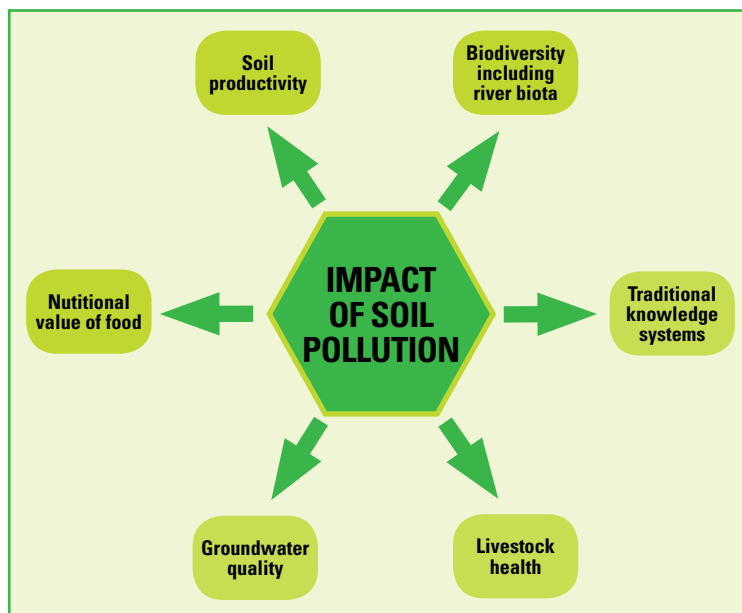 Soil
productivity
Biodiversity
including
river biota
IMPACT
OF SOIL
POLLUTION
Nutitional
value of food
Traditional
knowledge
systems
Groundwater
quality
Livestock
health